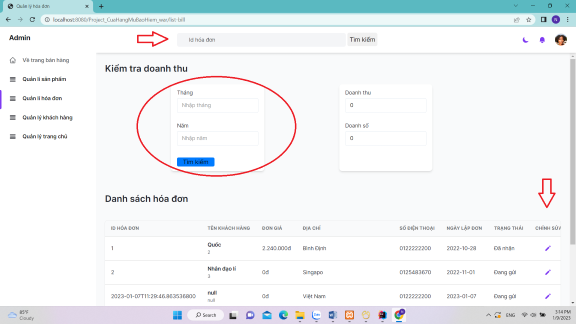 Quản lý hóa đơn
localhost:8080/Project_CuaHangMuBaoHiem_war/list-bill
Admin
Id hóa đơn
Tìm kiếm
Về trang bán hàng
Quản lí sản phẩm
Quản lí hóa đơn
Quản lý khách hàng
Quản lý trang chủ
Kiểm tra doanh thu
Tháng
Nhập tháng
Năm
Nhập năm
Tìm kiếm
Doanh thu
0
Doanh số
0
Danh sách hóa đơn
ID HÓA ĐƠN TÊN KHÁCH HÀNG ĐƠN GIÁ ĐỊA CHỈ SỐ ĐIỆN THOẠI NGÀY LẬP ĐƠN TRẠNG THÁI CHỈNH SỬA
1 Quốc 2 2,240,000đ Bình Định 0122222200 2022-10-28 Đã nhận
2 Nhân đạo lí 3 0đ Singapo 0125483670 2022-11-01 Đang gửi
2023-01-07T11:29:46.863536800 null null 0đ Việt Nam 0122222200 2023-01-07 Đang gửi
85°F
Cloudy
Search
ENG
3:14 PM
1/9/2023